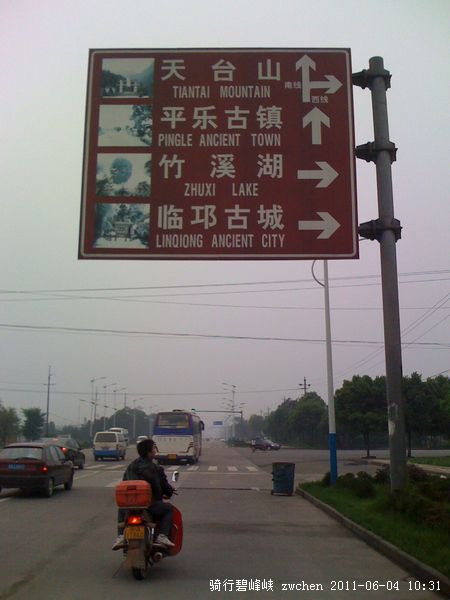 天台山
TIANTAI MOUNTAIN
南线
西线
平乐古镇
PINGLE ANCIENT TOWN
竹溪湖
ZHUXI LAKE
临邛古城
LINQIONG ANCIENT CITY
骑行碧峰峡 zwchen 2011-06-04 10:31